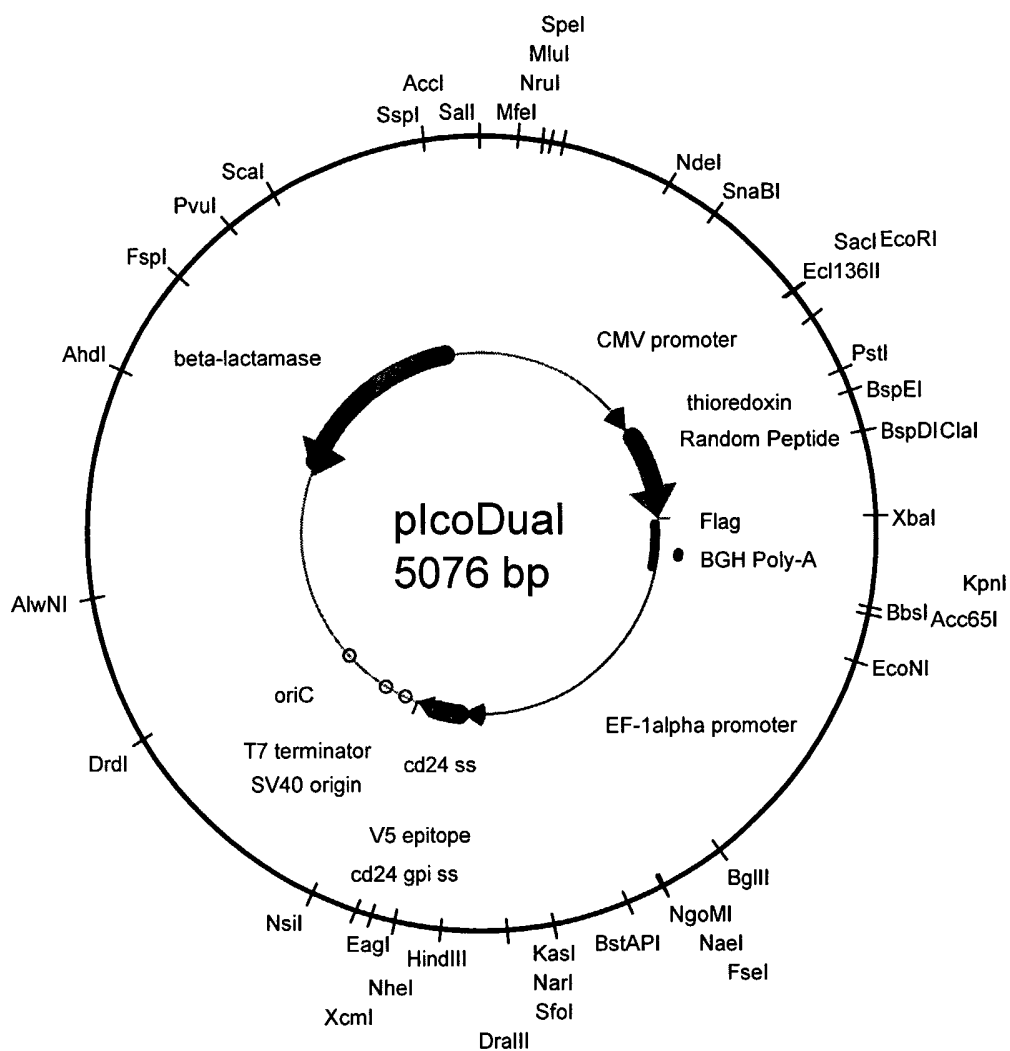 SpeI
MluI
AccI
NruI
SspI
SalI
MfeI
ScaI
NdeI
PvuI
SnaBI
SacI EcoRI
FspI
Ecl136II
AhdI
beta-lactamase
CMV promoter
PstI
BspEI
thioredoxin
Random Peptide
BspDI ClaI
pIcoDual
5076 bp
Flag
BGH Poly-A
XbaI
KpnI
AlwNI
BbsI
Acc65I
EcoNI
oriC
EF-1alpha promoter
T7 terminator
SV40 origin
cd24 ss
DrdI
V5 epitope
cd24 gpi ss
BglII
NsiI
EagI
HindIII
KasI
BstAPI
NgoMI
NheI
NarI
NaeI
XcmI
SfoI
FseI
DraIII